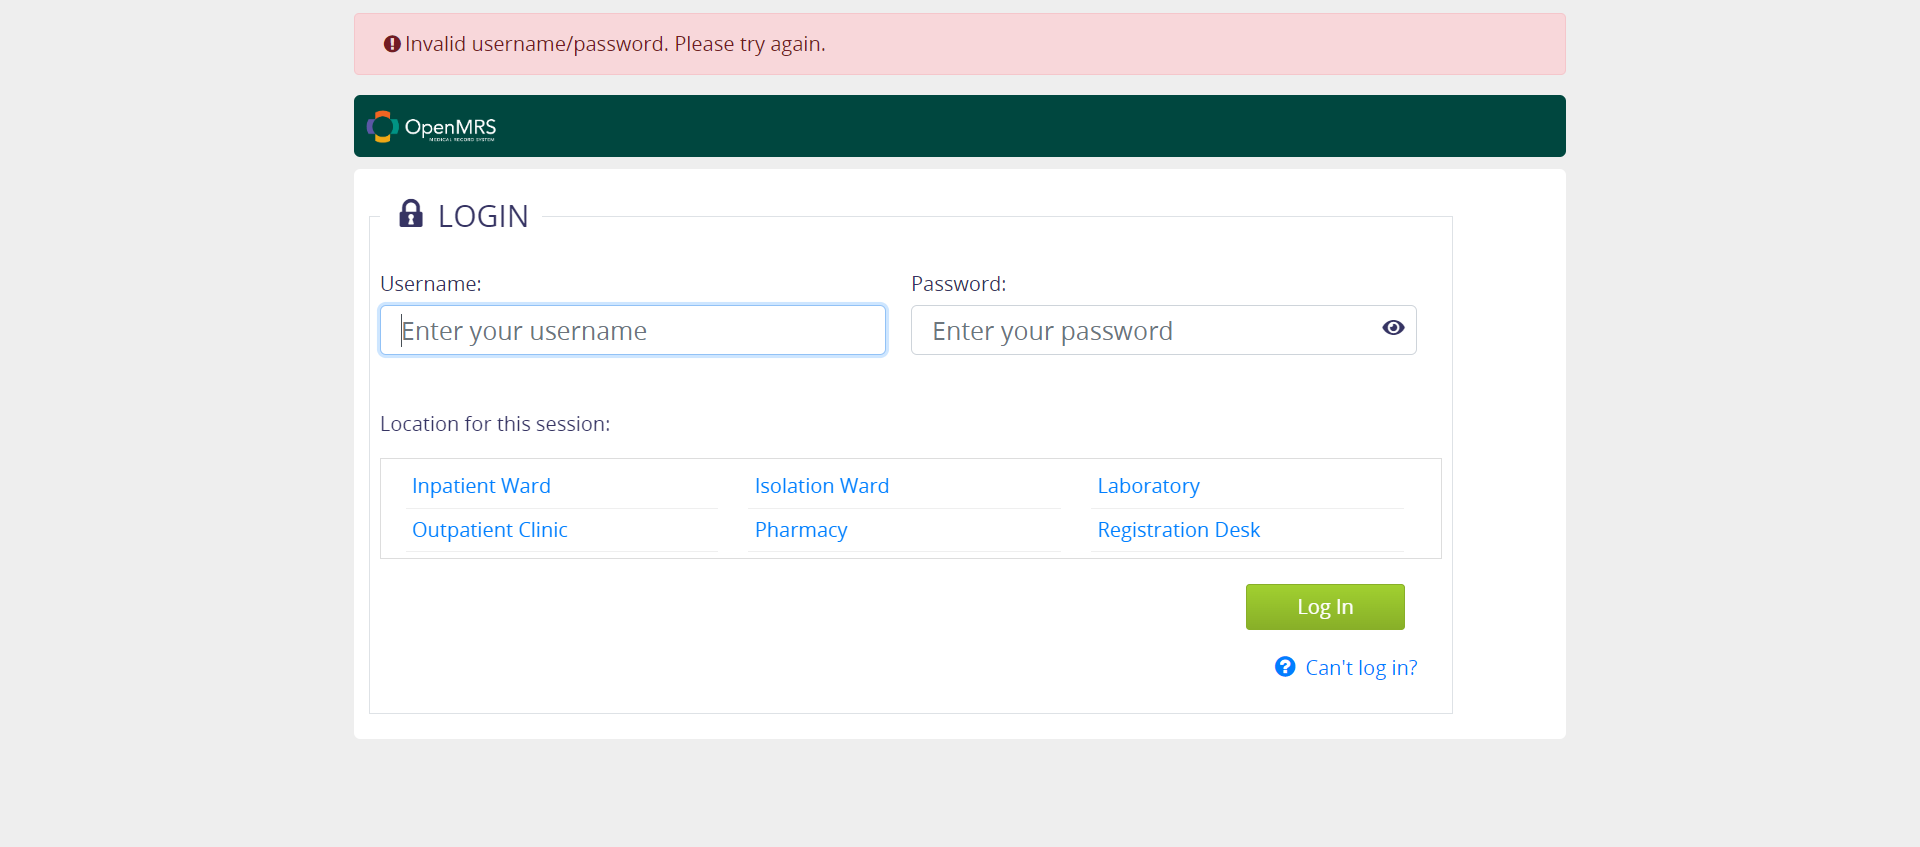 Invalid username/password. Please try again.
OpenMRS
MEDICAL RECORD SYSTEM
LOGIN
Username:
Password:
Enter your username
Enter your password
Location for this session:
Inpatient Ward
Isolation Ward
Laboratory
Outpatient Clinic
Pharmacy
Registration Desk
Log In
Can't log in?